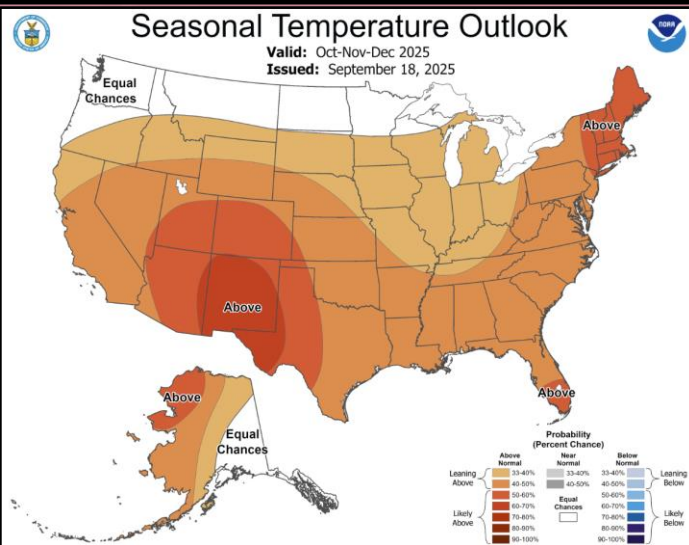 Seasonal Temperature Outlook
Valid: Oct-Nov-Dec 2025
Issued: September 18, 2025
NOAA
Equal
Chances
Above
Above
Above
Above
Equal
Chances
Probability
(Percent Chance)
Above
Normal
Near
Normal
Below
Normal
Leaning
Above
33-40%
40-50%
33-40%
40-50%
33-40%
40-50%
Leaning
Below
Likely
Above
50-60%
60-70%
70-80%
80-90%
90-100%
Equal
Chances
50-60%
60-70%
70-80%
80-90%
90-100%
Likely
Below